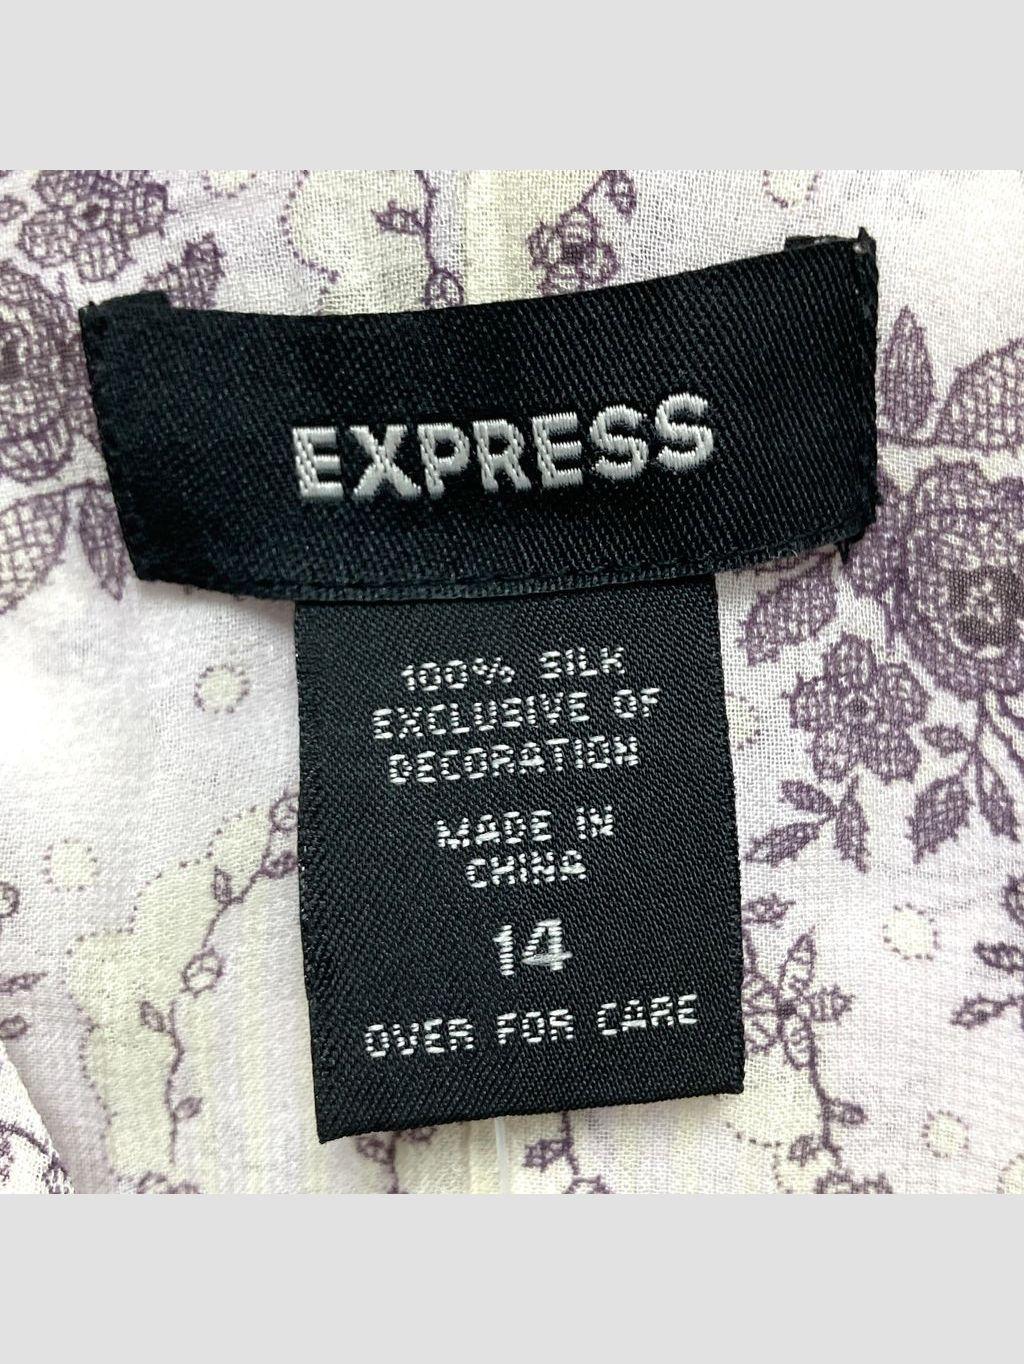 EXPRESS
100% SILK
EXCLUSIVE OF
DECORATION
MADE IN
CHINA
14
OVER FOR CARE